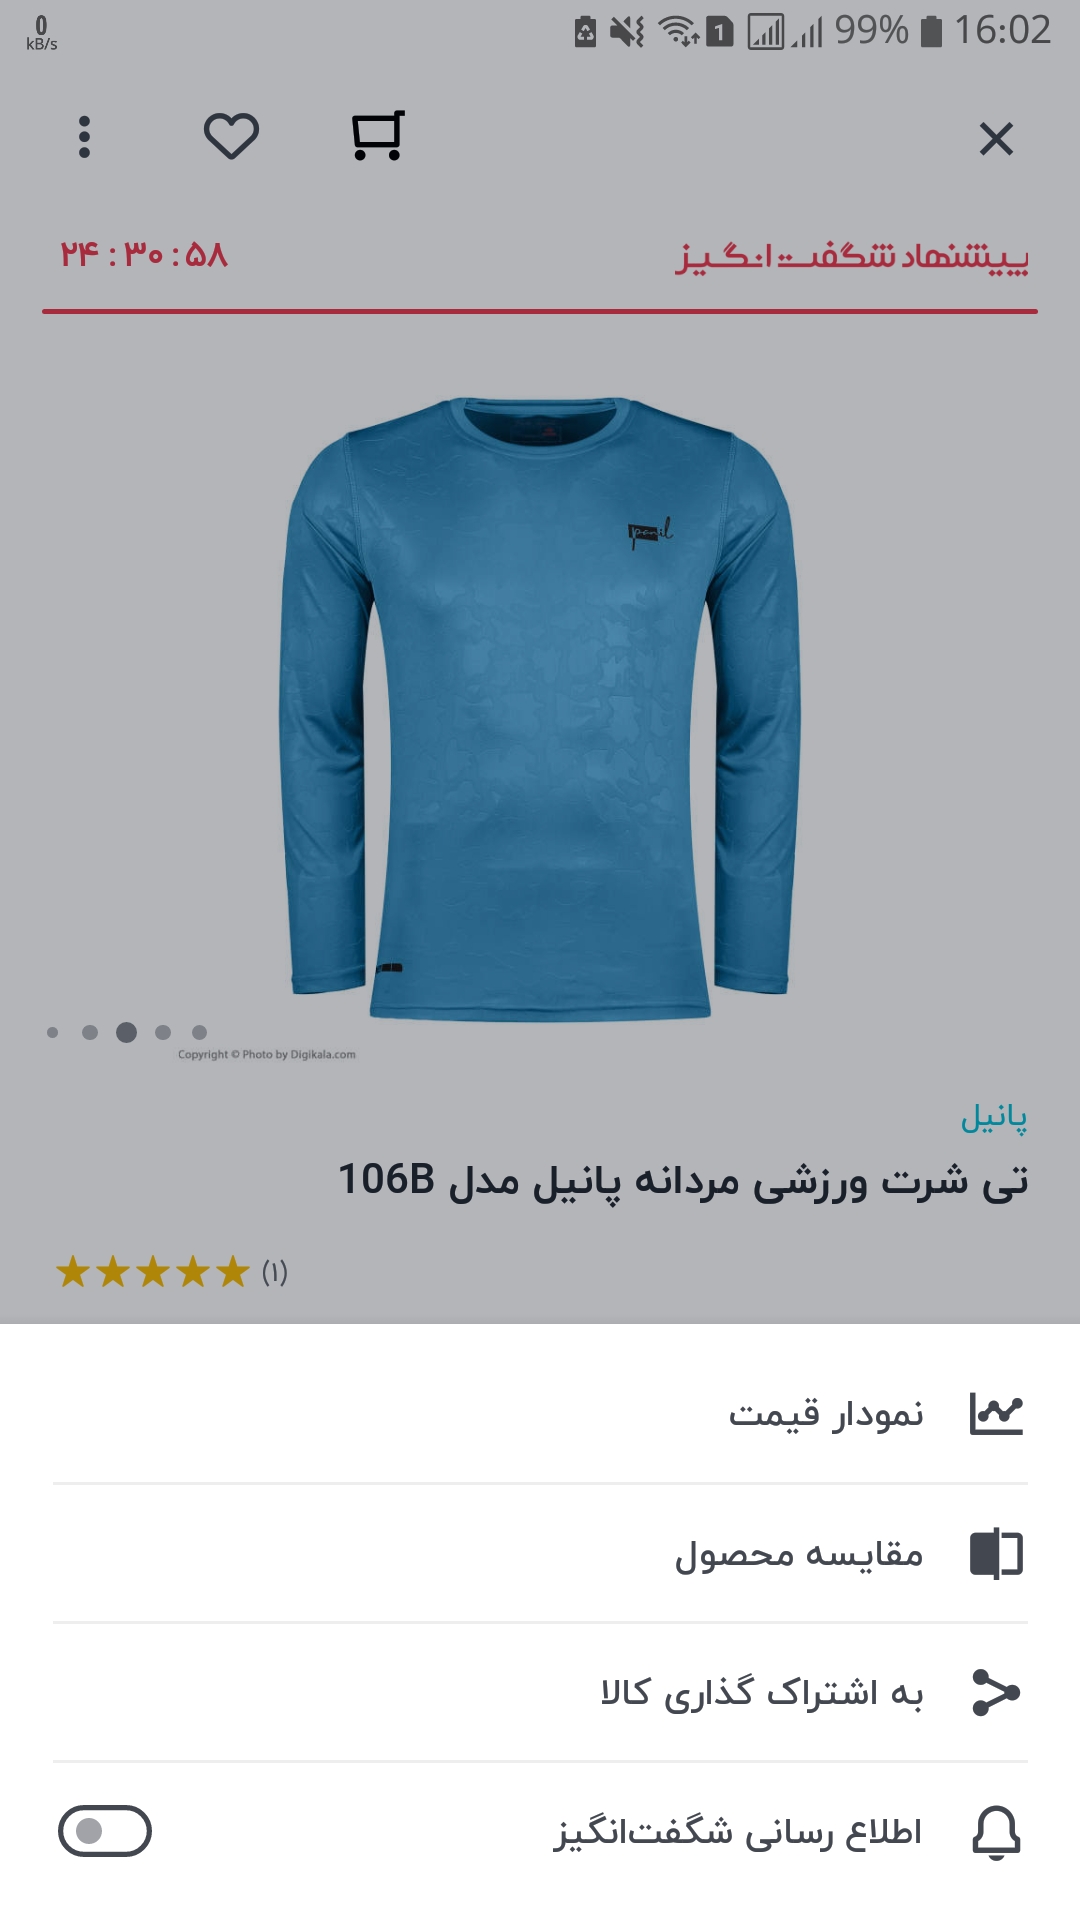 0
kB/s
1
99%
16:02
پیشنهاد شگفت انگیز
۲۴ : ۳۰ : ۵۸
panil
Copyright © Photo by Digikala.com
پانیل
تی شرت ورزشی مردانه پانیل مدل 106B
(۱)
نمودار قیمت
مقایسه محصول
به اشتراک گذاری کالا
اطلاع رسانی شگفت‌انگیز